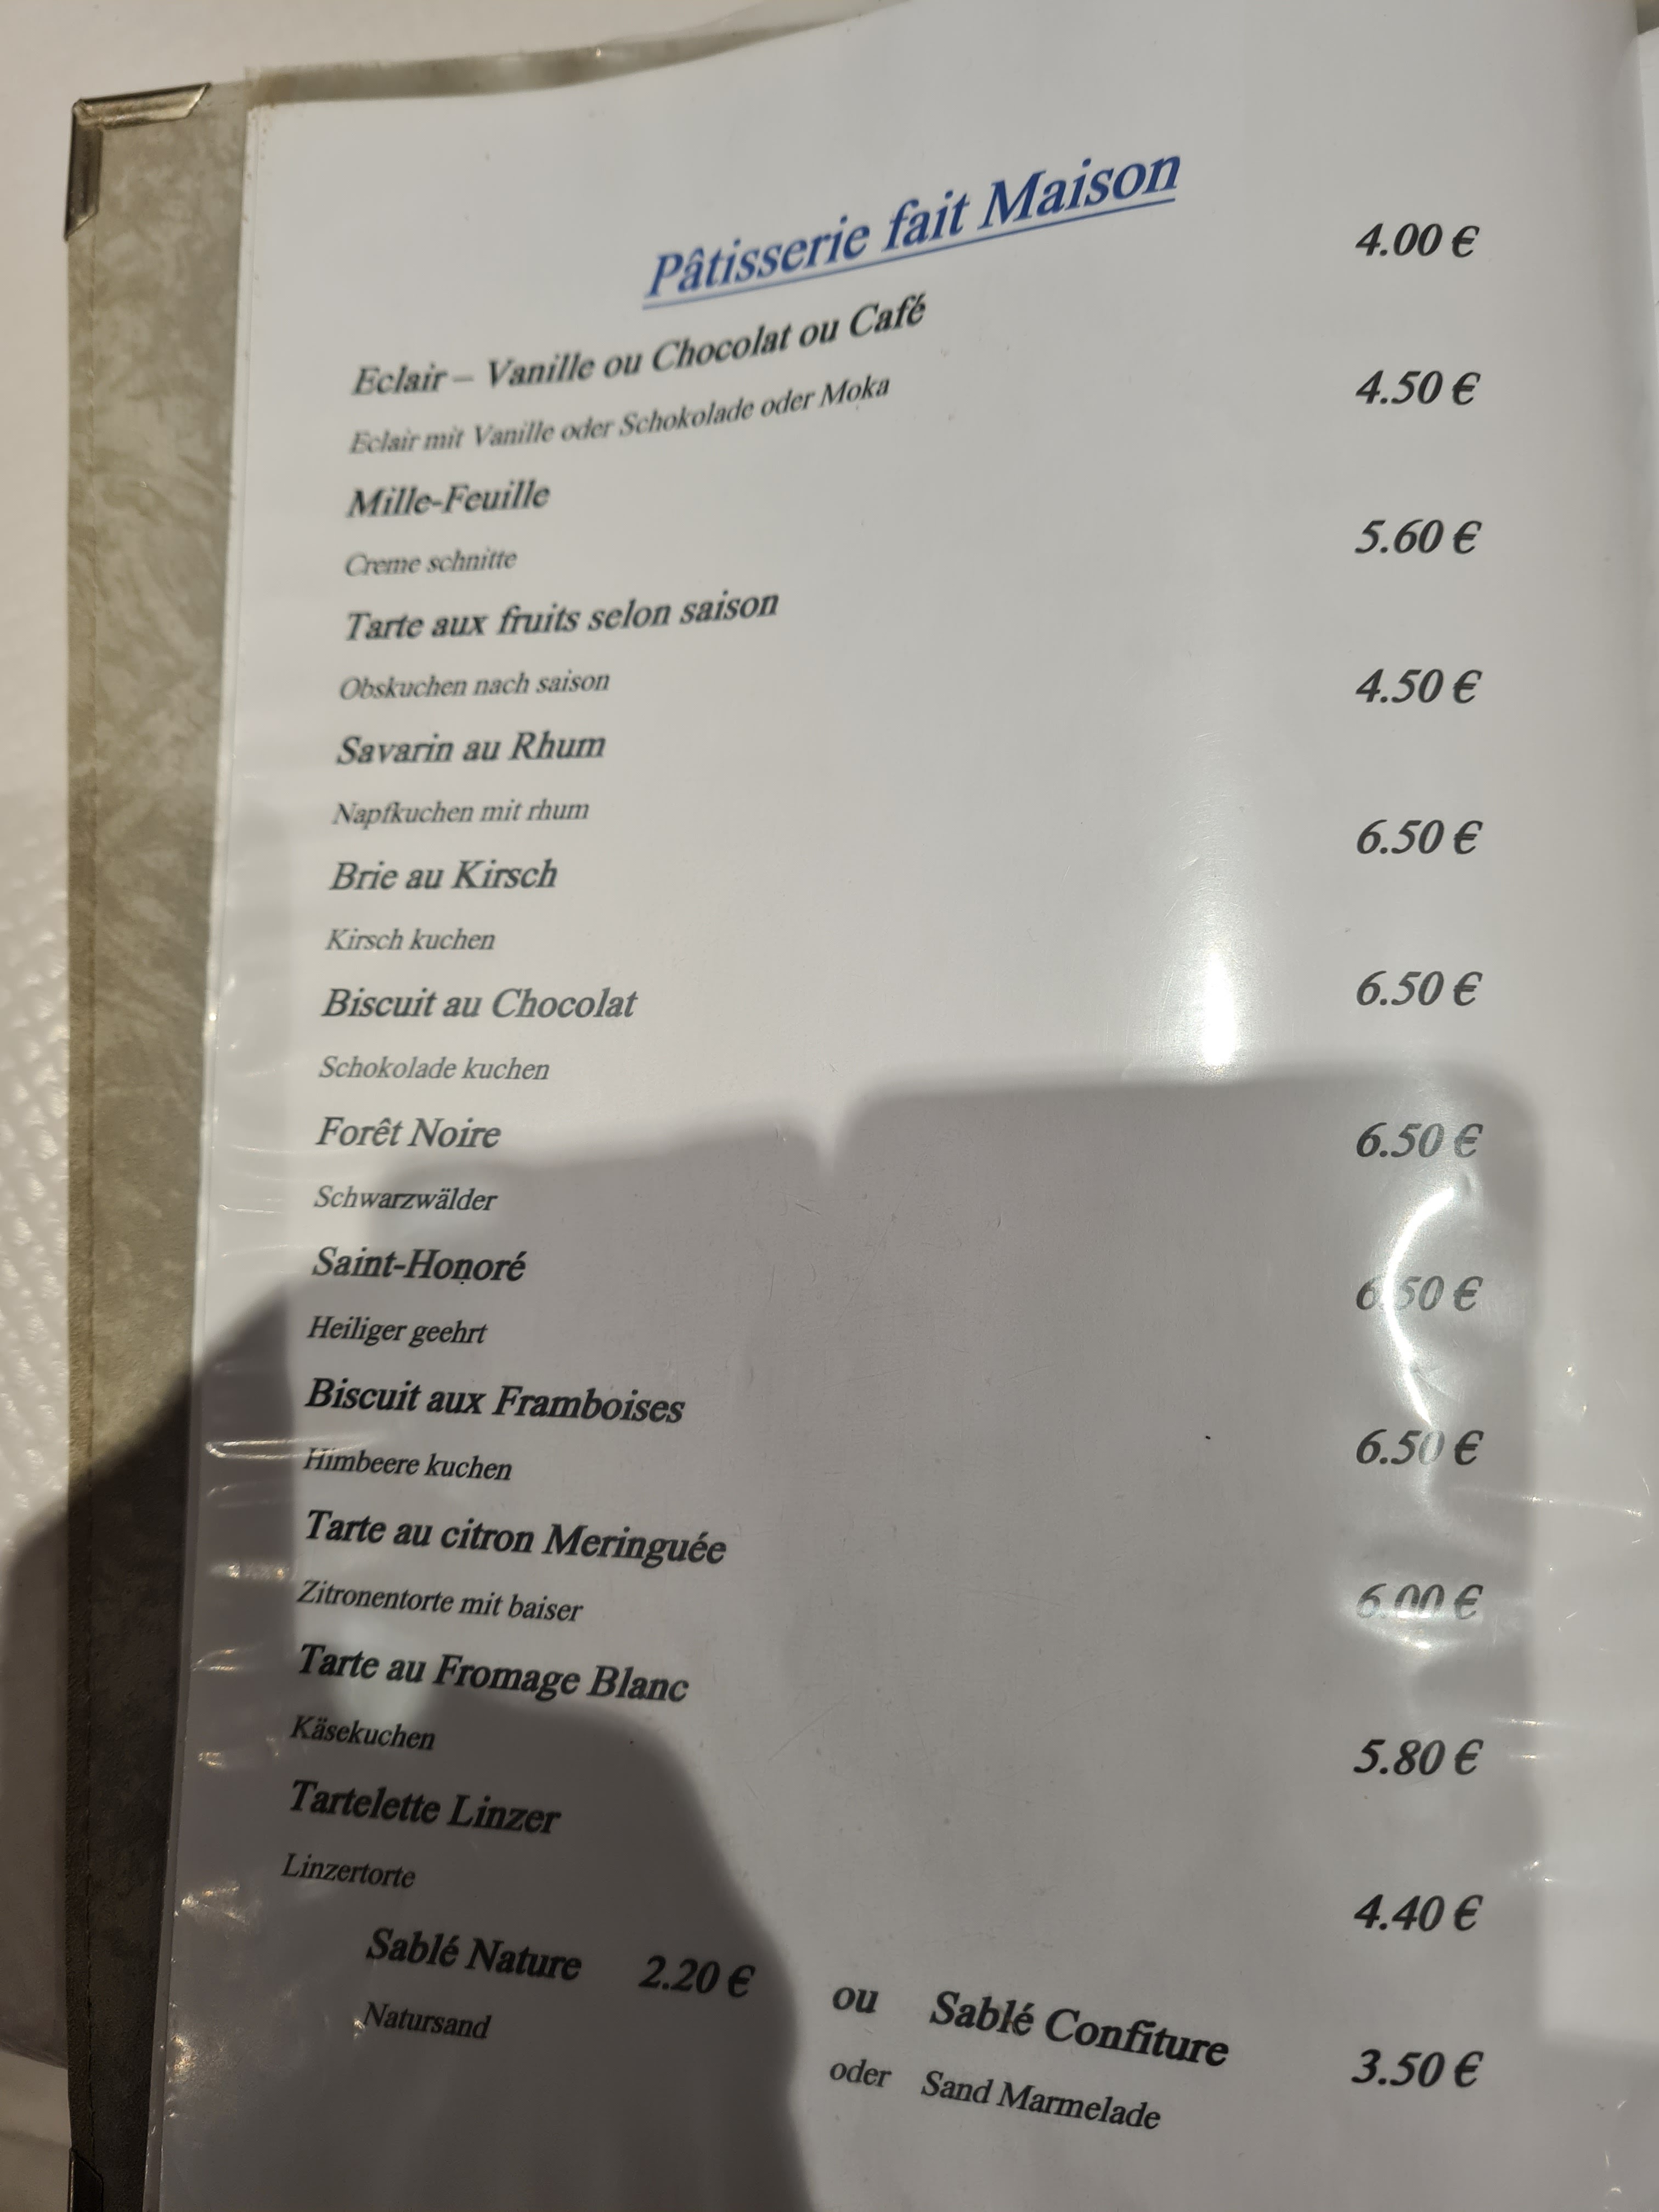 Pâtisserie fait Maison
Eclair – Vanille ou Chocolat ou Café 4.00 €
Eclair mit Vanille oder Schokolade oder Moka
Mille-Feuille 4.50 €
Creme schnitte
Tarte aux fruits selon saison 5.60 €
Obskuchen nach saison
Savarin au Rhum 4.50 €
Napfkuchen mit rhum
Brie au Kirsch 6.50 €
Kirsch kuchen
Biscuit au Chocolat 6.50 €
Schokolade kuchen
Forêt Noire 6.50 €
Schwarzwälder
Saint-Honoré 6.50 €
Heiliger geehrt
Biscuit aux Framboises 6.50 €
Himbeere kuchen
Tarte au citron Meringuée 6.00 €
Zitronentorte mit baiser
Tarte au Fromage Blanc 5.80 €
Käsekuchen
Tartelette Linzer 4.40 €
Linzertorte
Sablé Nature 2.20 € ou Sablé Confiture 3.50 €
Natursand oder Sand Marmelade